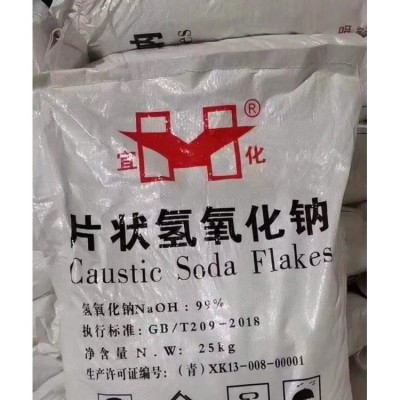 ®
宜 化
片状氢氧化钠
Caustic Soda Flakes
氢氧化钠NaOH：99%
执行标准：GB/T209-2018
净含量 N.W: 25kg
生产许可证编号：(青) XK13-008-00001